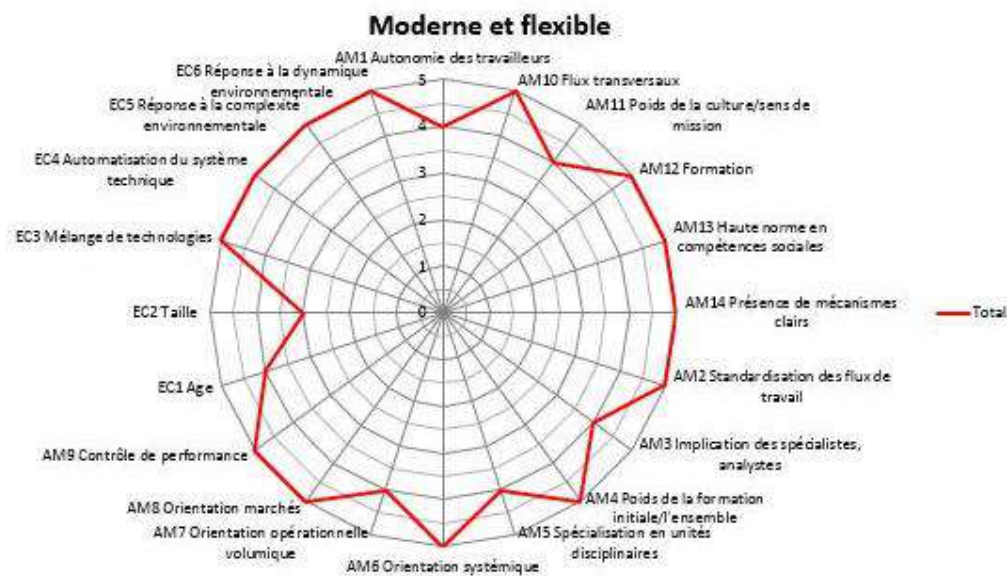 Moderne et flexible
AM1 Autonomie des travailleurs
EC6 Réponse à la dynamique
environnementale
AM10 Flux transversaux
EC5 Réponse à la complexité
environnementale
AM11 Poids de la culture/sens de
mission
EC4 Automatisation du système
technique
AM12 Formation
EC3 Mélange de technologies
AM13 Haute norme en
compétences sociales
EC2 Taille
AM14 Présence de mécanismes
clairs
Total
EC1 Age
AM2 Standardisation des flux de
travail
AM9 Contrôle de performance
AM3 Implication des spécialistes,
analystes
AM8 Orientation marchés
AM4 Poids de la formation
initiale/l'ensemble
AM7 Orientation opérationnelle
volumique
AM5 Spécialisation en unités
disciplinaires
AM6 Orientation systémique
5
4
3
2
1
0